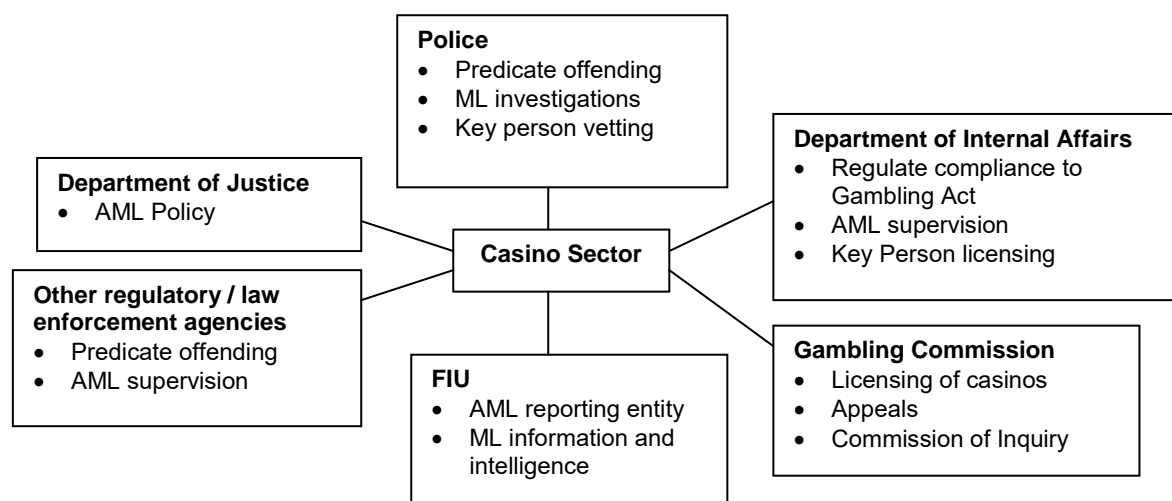 Police
• Predicate offending
• ML investigations
• Key person vetting
Department of Justice
• AML Policy
Department of Internal Affairs
• Regulate compliance to
Gambling Act
• AML supervision
• Key Person licensing
Casino Sector
Other regulatory / law
enforcement agencies
• Predicate offending
• AML supervision
FIU
• AML reporting entity
• ML information and
intelligence
Gambling Commission
• Licensing of casinos
• Appeals
• Commission of Inquiry